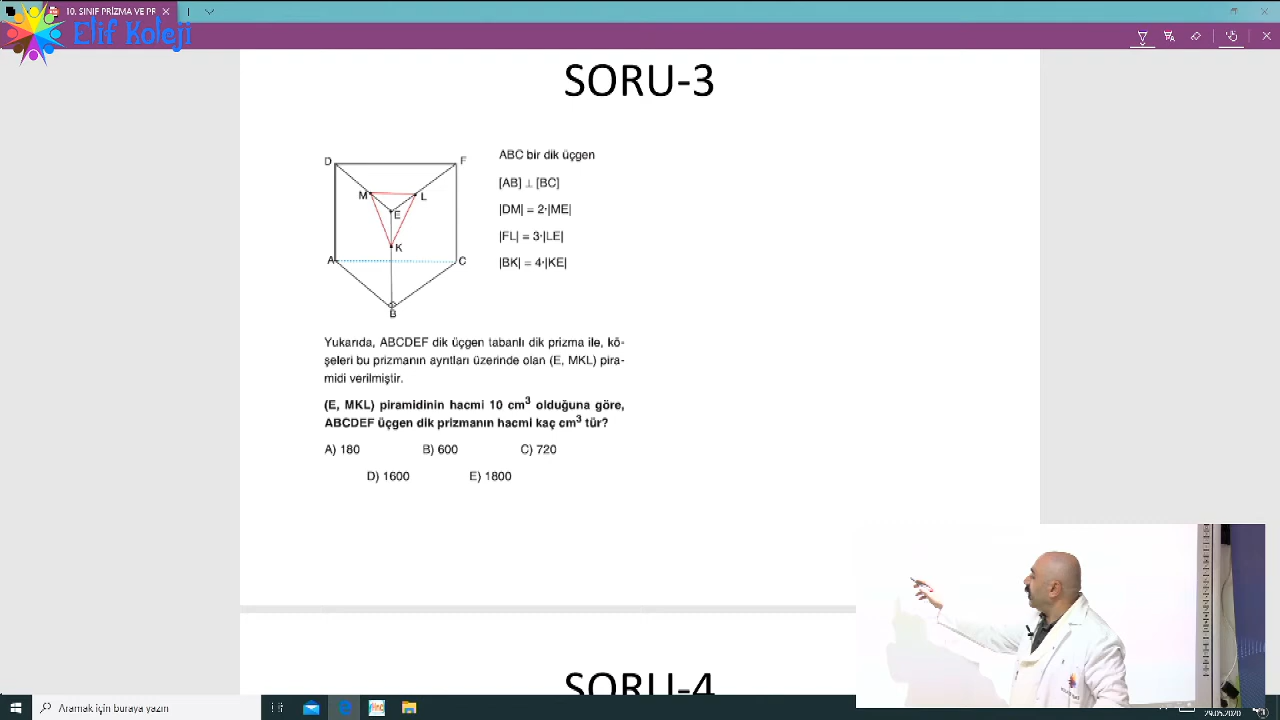 10. SINIF PRİZMA VE PR
Elif Koleji
SORU-3
D
F
M
L
E
K
A
C
B
ABC bir dik üçgen
[AB] ⊥ [BC]
|DM| = 2·|ME|
|FL| = 3·|LE|
|BK| = 4·|KE|
Yukarıda, ABCDEF dik üçgen tabanlı dik prizma ile, kö-
şeleri bu prizmanın ayrıtları üzerinde olan (E, MKL) pira-
midi verilmiştir.
(E, MKL) piramidinin hacmi 10 cm³ olduğuna göre,
ABCDEF üçgen dik prizmanın hacmi kaç cm³ tür?
A) 180 B) 600 C) 720
D) 1600 E) 1800
SORU-4
Aramak için buraya yazın
29.05.2020